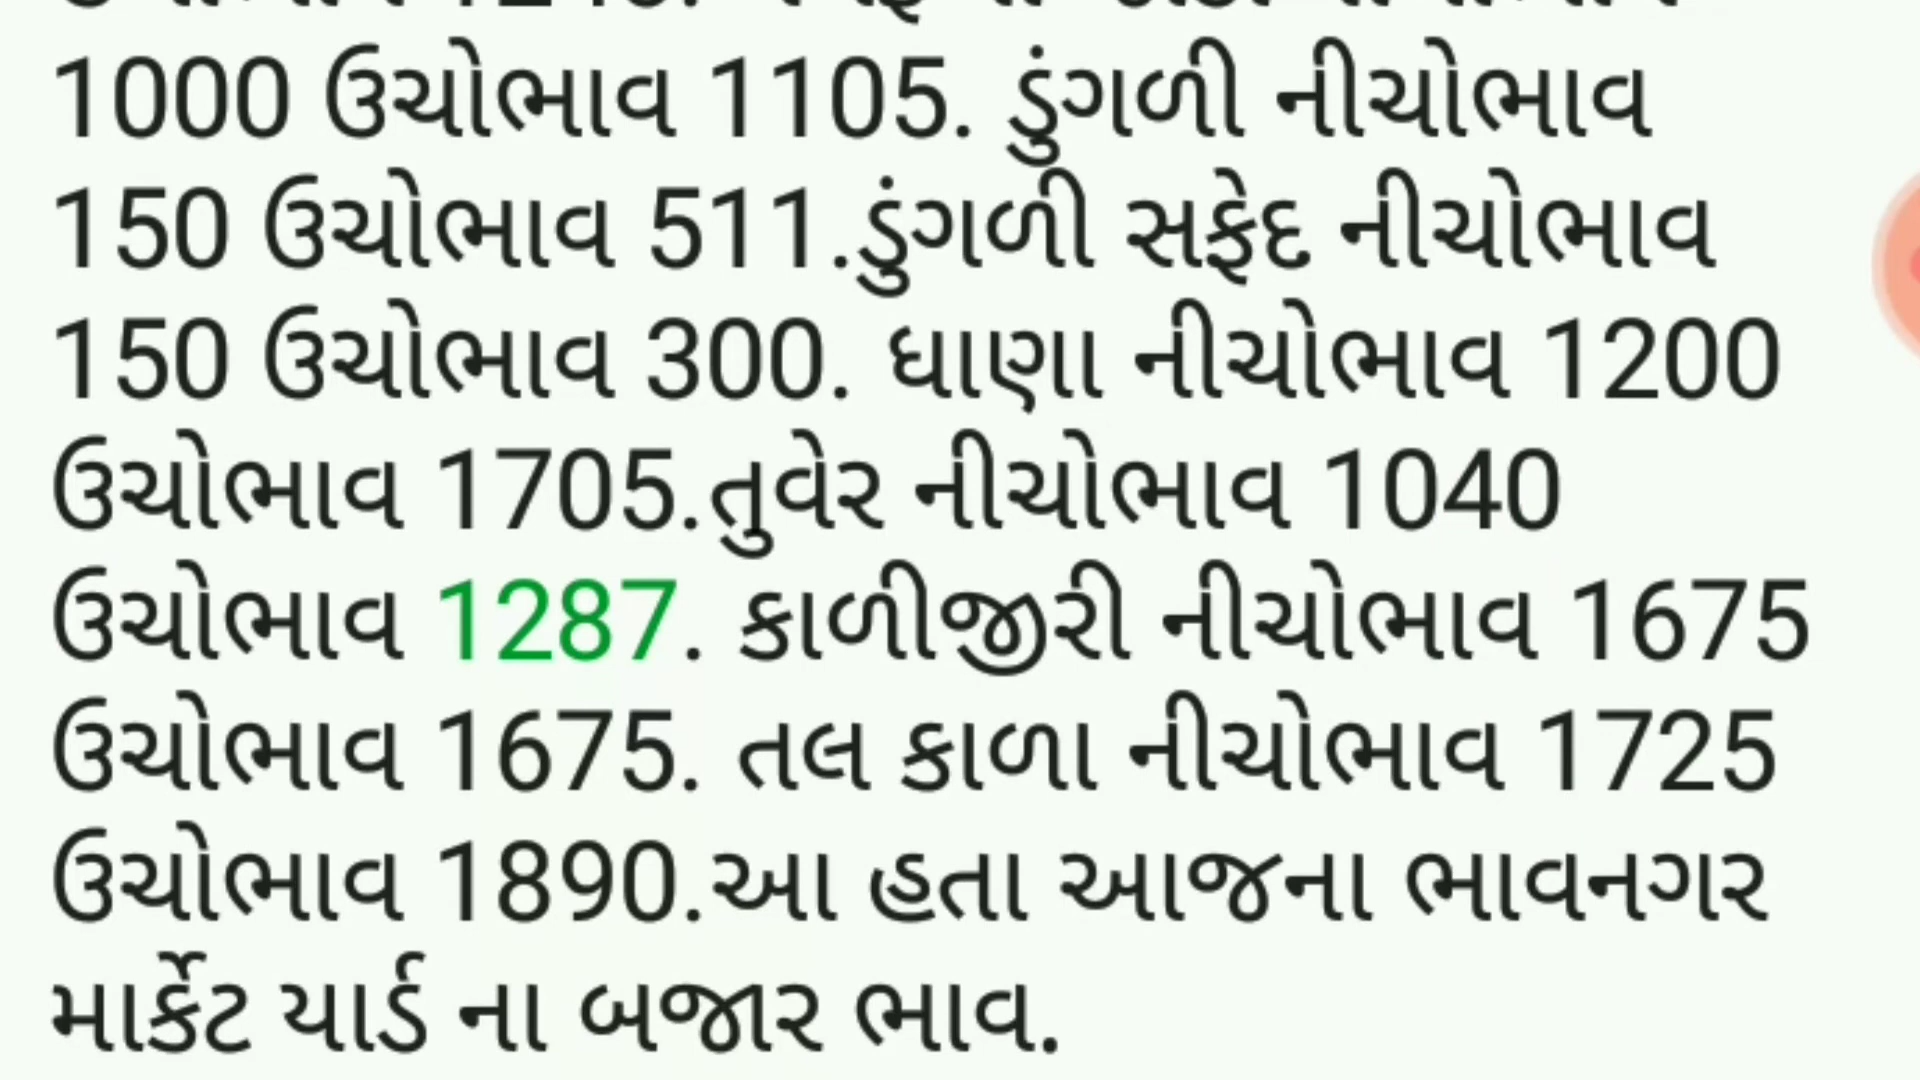 1000 ઉચોભાવ 1105. ડુંગળી નીચોભાવ
150 ઉચોભાવ 511.ડુંગળી સફેદ નીચોભાવ
150 ઉચોભાવ 300. ધાણા નીચોભાવ 1200
ઉચોભાવ 1705.તુવેર નીચોભાવ 1040
ઉચોભાવ 1287. કાળીજીરી નીચોભાવ 1675
ઉચોભાવ 1675. તલ કાળા નીચોભાવ 1725
ઉચોભાવ 1890.આ હતા આજના ભાવનગર
માર્કેટ યાર્ડ ના બજાર ભાવ.